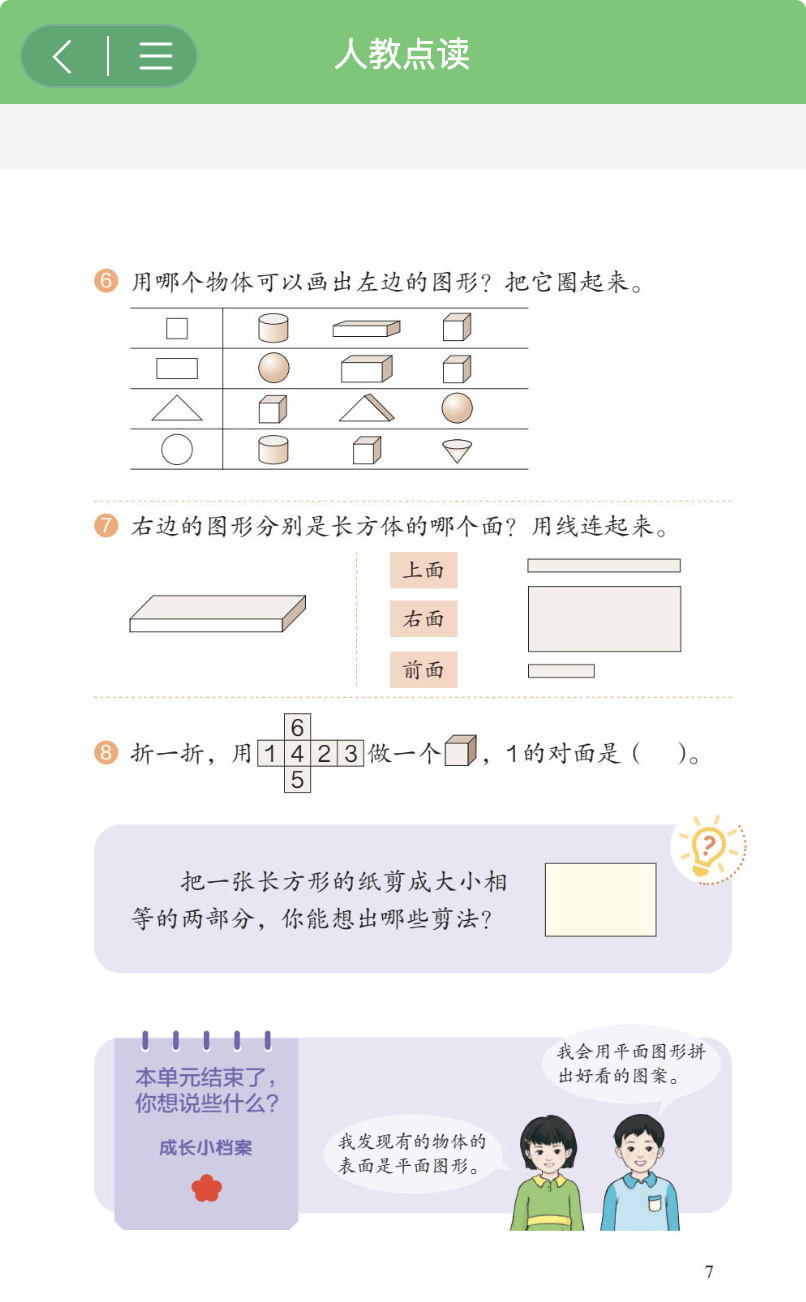 人教点读
6 用哪个物体可以画出左边的图形？把它圈起来。
7 右边的图形分别是长方体的哪个面？用线连起来。
上面
右面
前面
6
8 折一折，用 1 4 2 3 做一个 ，1的对面是（ ）。
5
?
把一张长方形的纸剪成大小相
等的两部分，你能想出哪些剪法？
本单元结束了，
你想说些什么？
成长小档案
我会用平面图形拼
出好看的图案。
我发现有的物体的
表面是平面图形。
7